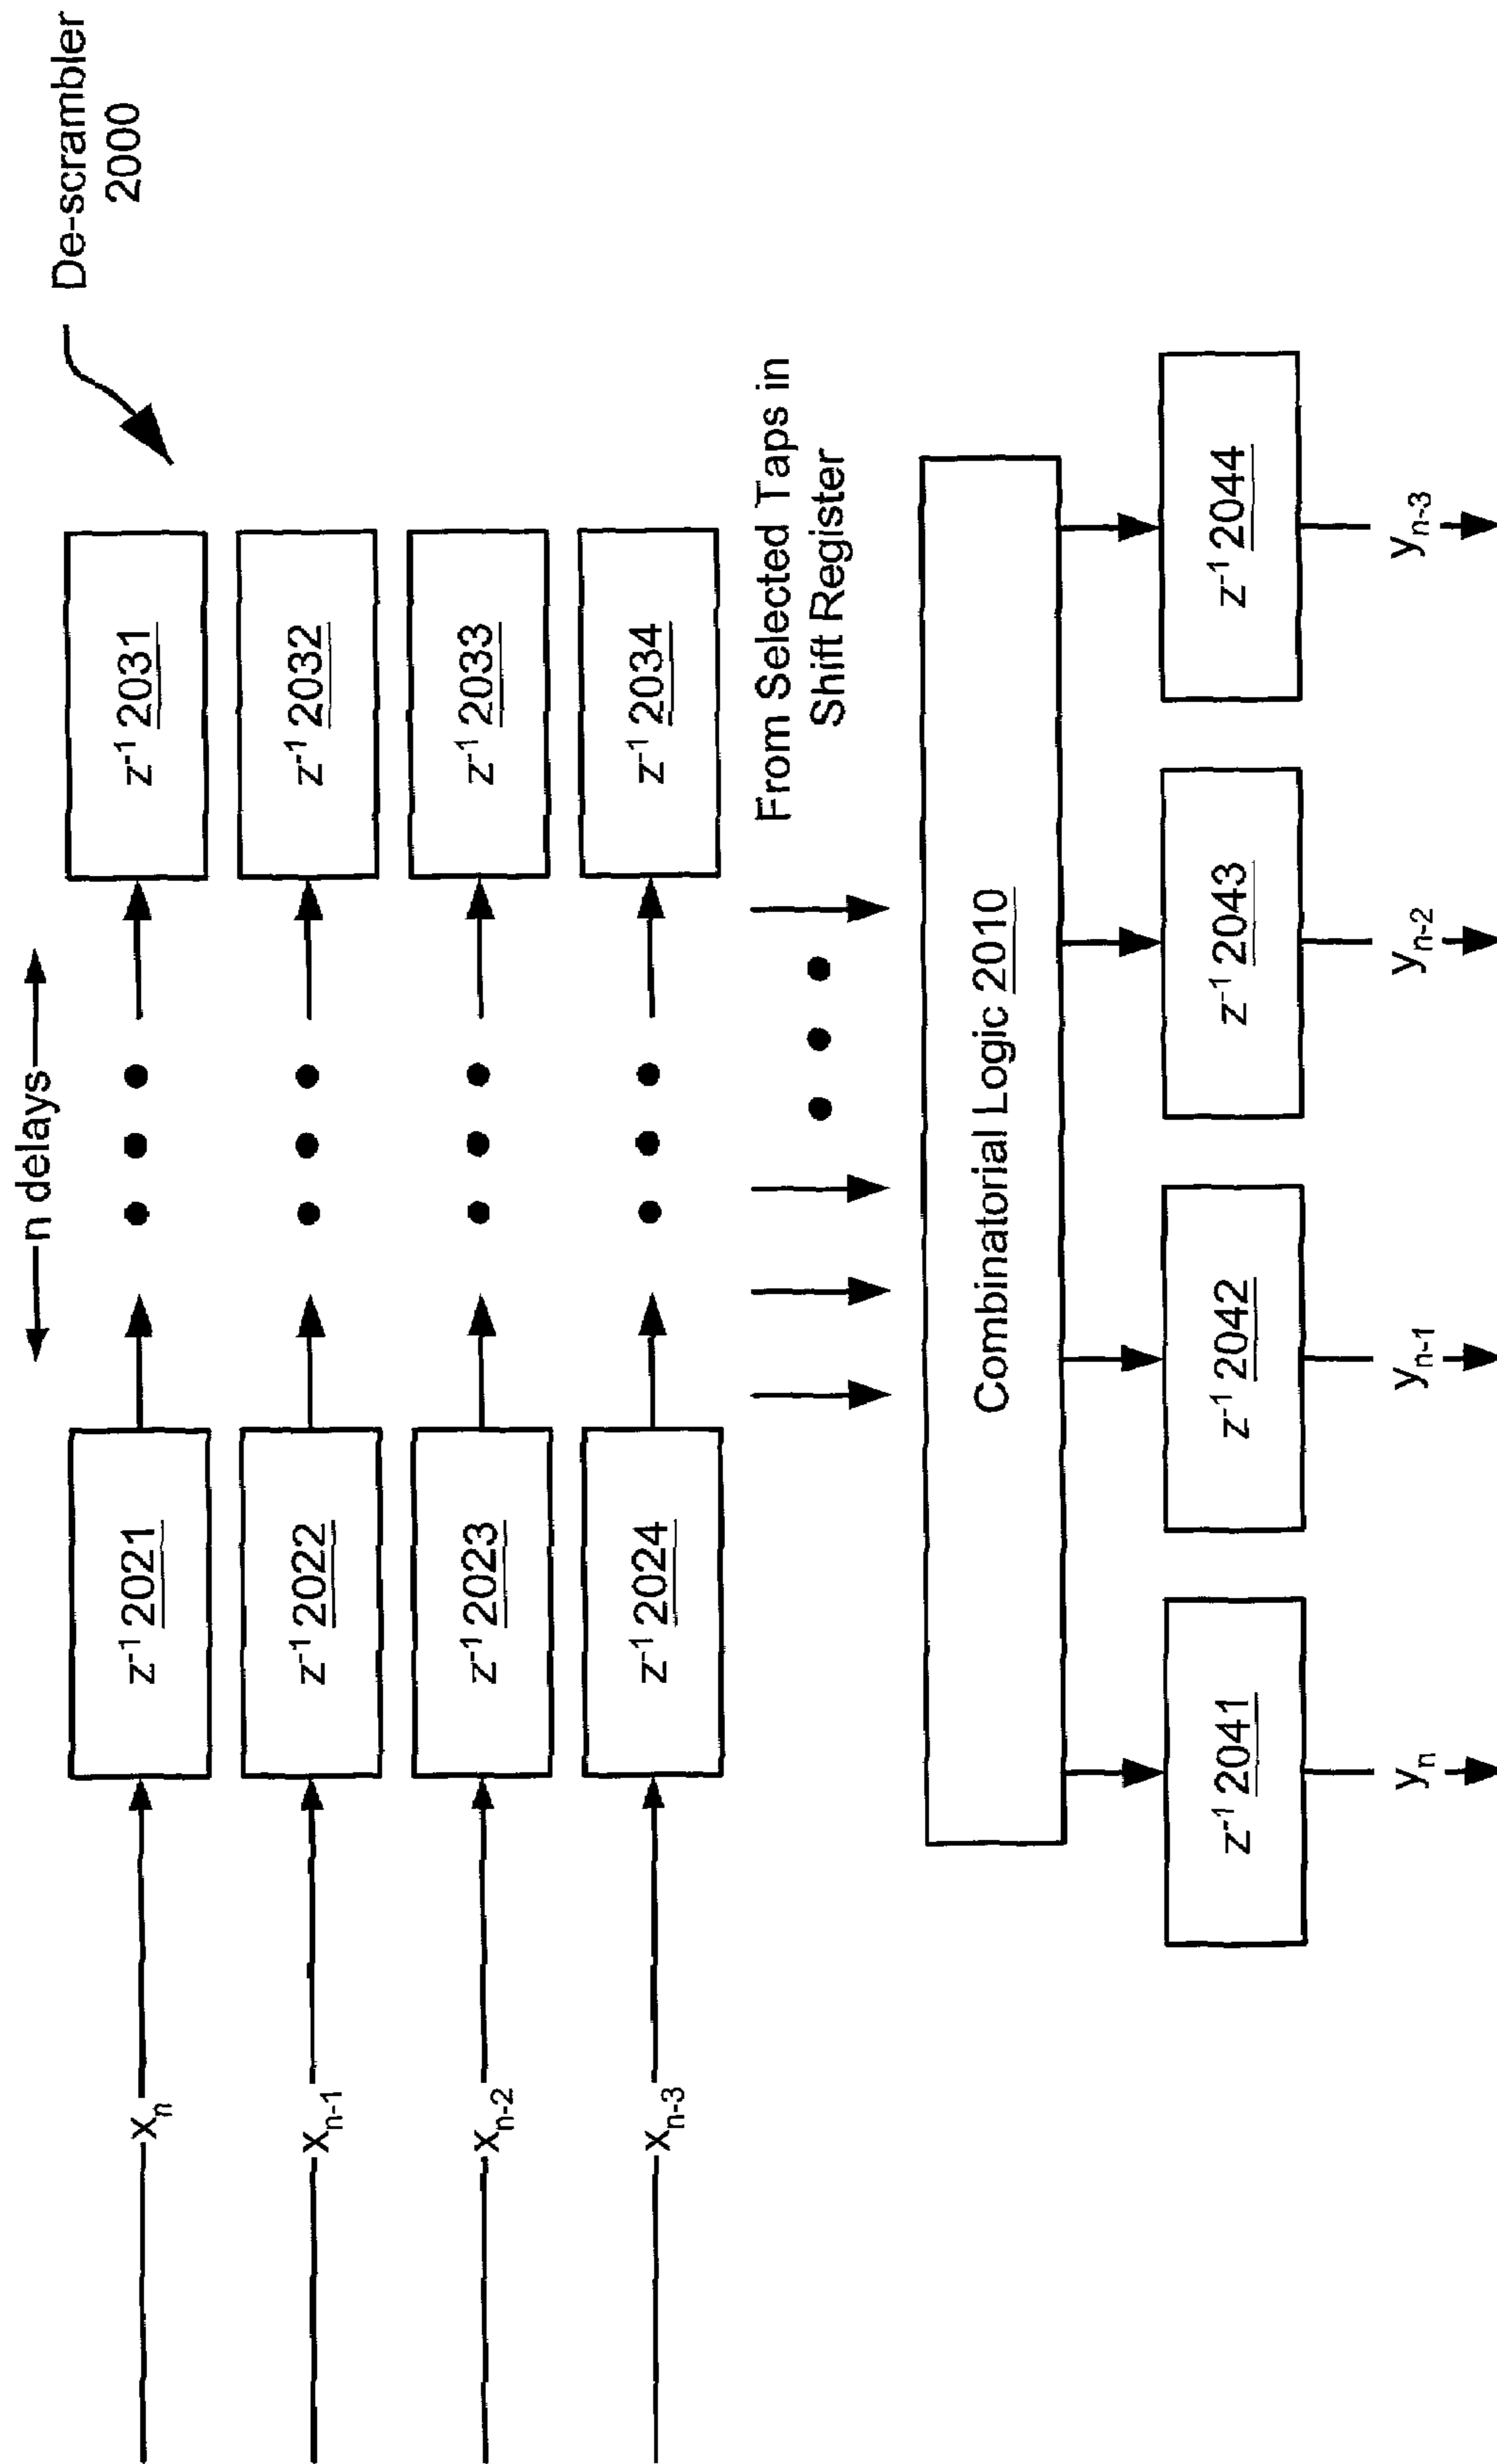 De-scrambler
2000
n delays
xₙ
z⁻¹ 2021
z⁻¹ 2031
xₙ₋₁
z⁻¹ 2022
z⁻¹ 2032
xₙ₋₂
z⁻¹ 2023
z⁻¹ 2033
xₙ₋₃
z⁻¹ 2024
z⁻¹ 2034
From Selected Taps in
Shift Register
Combinatorial Logic 2010
z⁻¹ 2041
z⁻¹ 2042
z⁻¹ 2043
z⁻¹ 2044
yₙ
yₙ₋₁
yₙ₋₂
yₙ₋₃